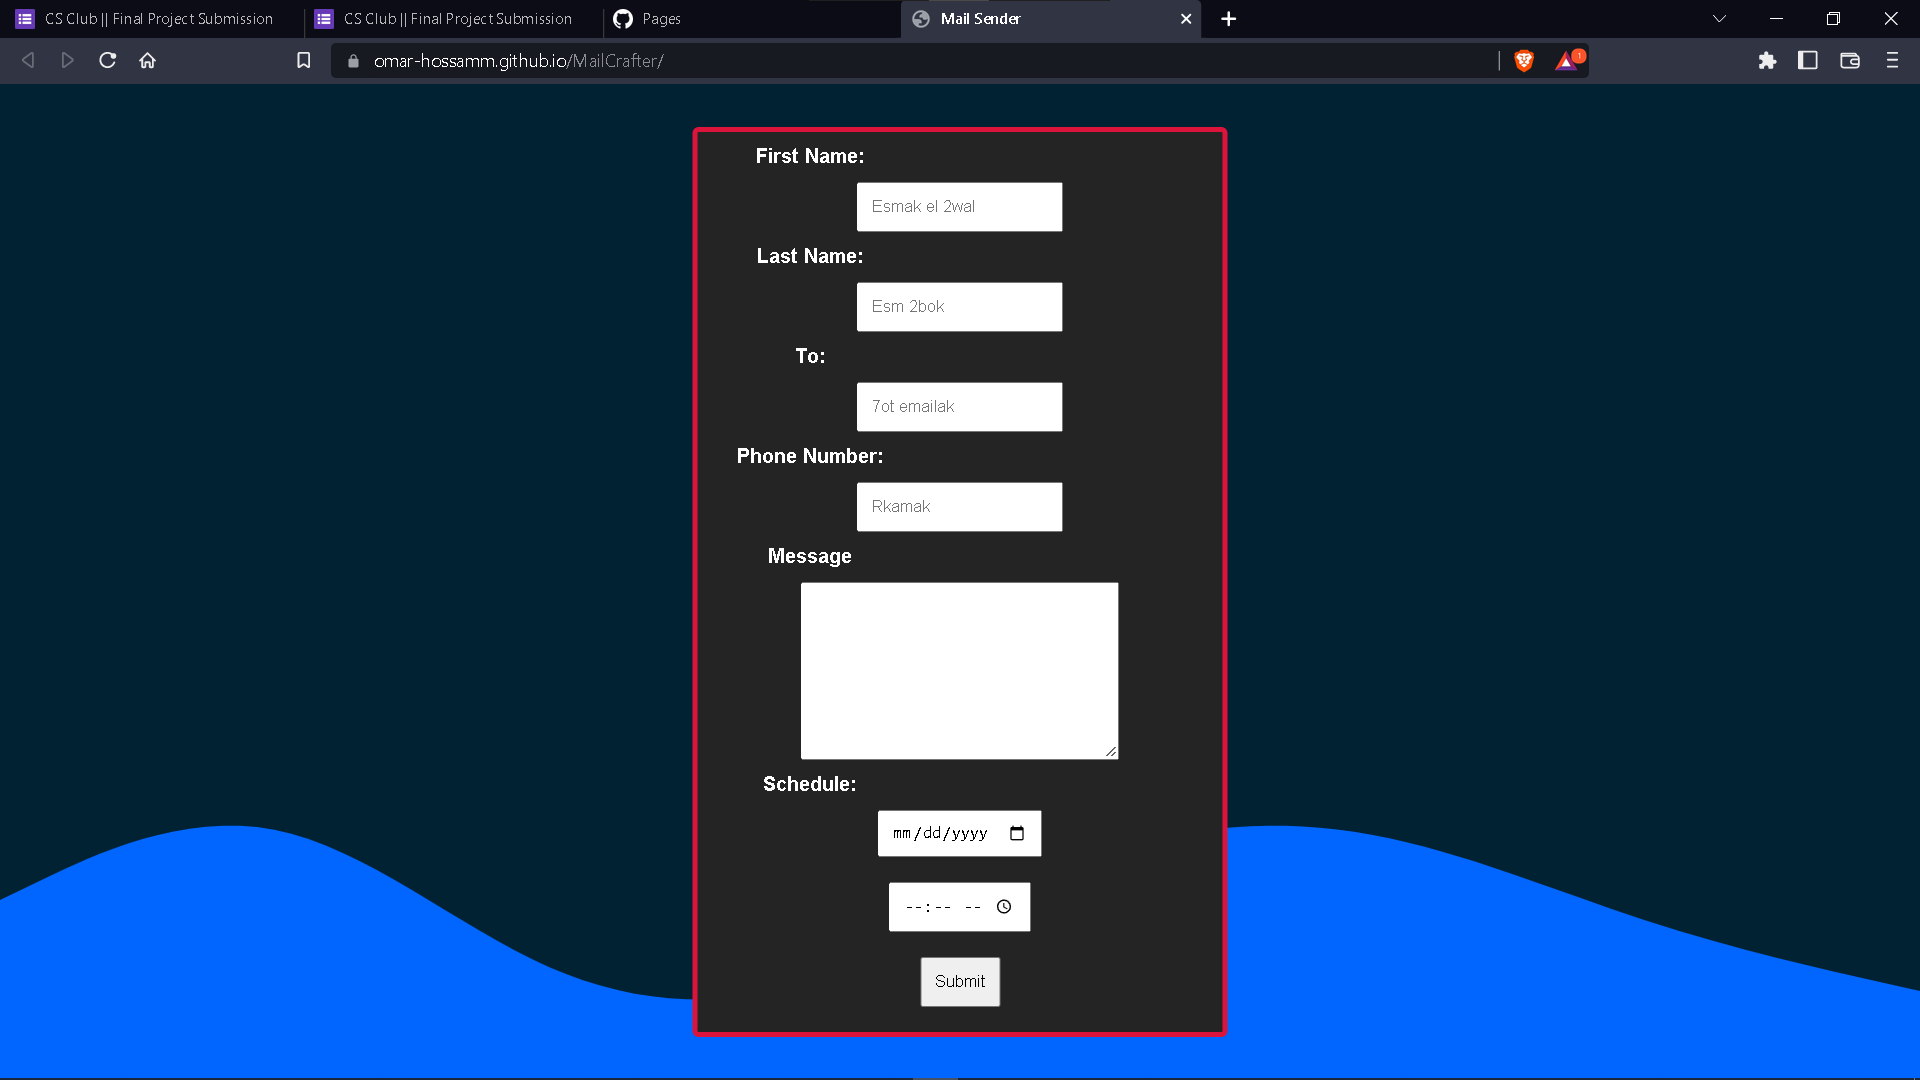 CS Club || Final Project Submission
CS Club || Final Project Submission
Pages
Mail Sender
omar-hossamm.github.io/MailCrafter/
1
First Name:
Esmak el 2wal
Last Name:
Esm 2bok
To:
7ot emailak
Phone Number:
Rkamak
Message
Schedule:
mm/dd/yyyy
--:-- --
Submit